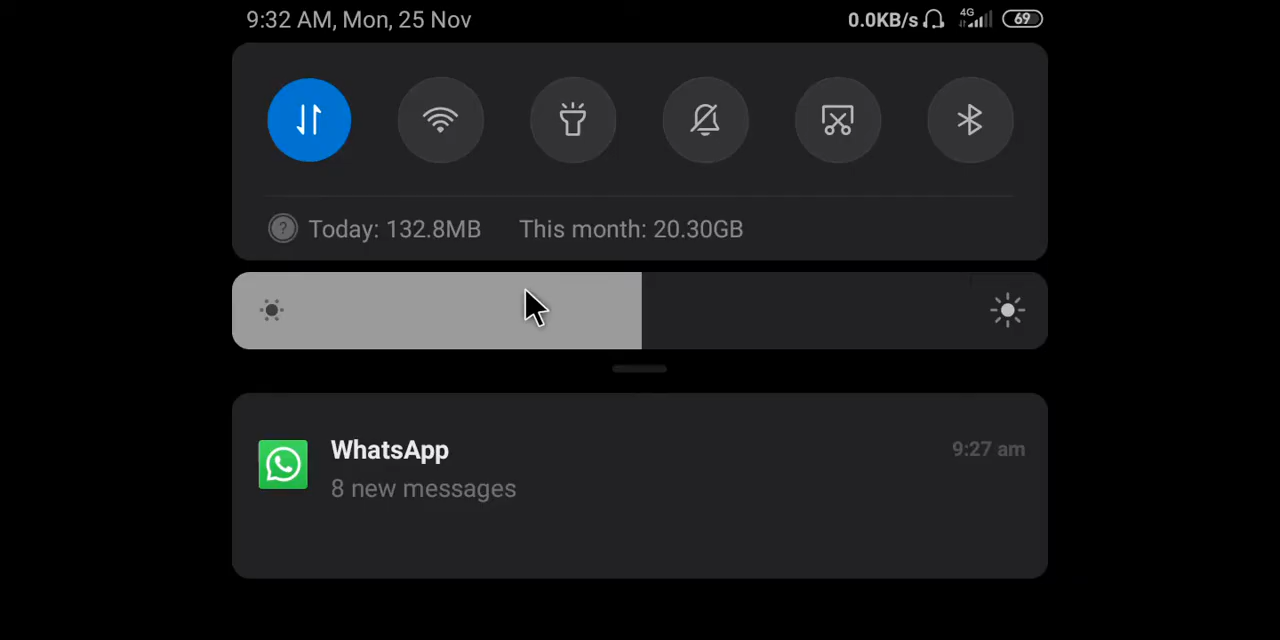 9:32 AM, Mon, 25 Nov 0.0KB/s 4G 69
? Today: 132.8MB This month: 20.30GB
WhatsApp 9:27 am
8 new messages